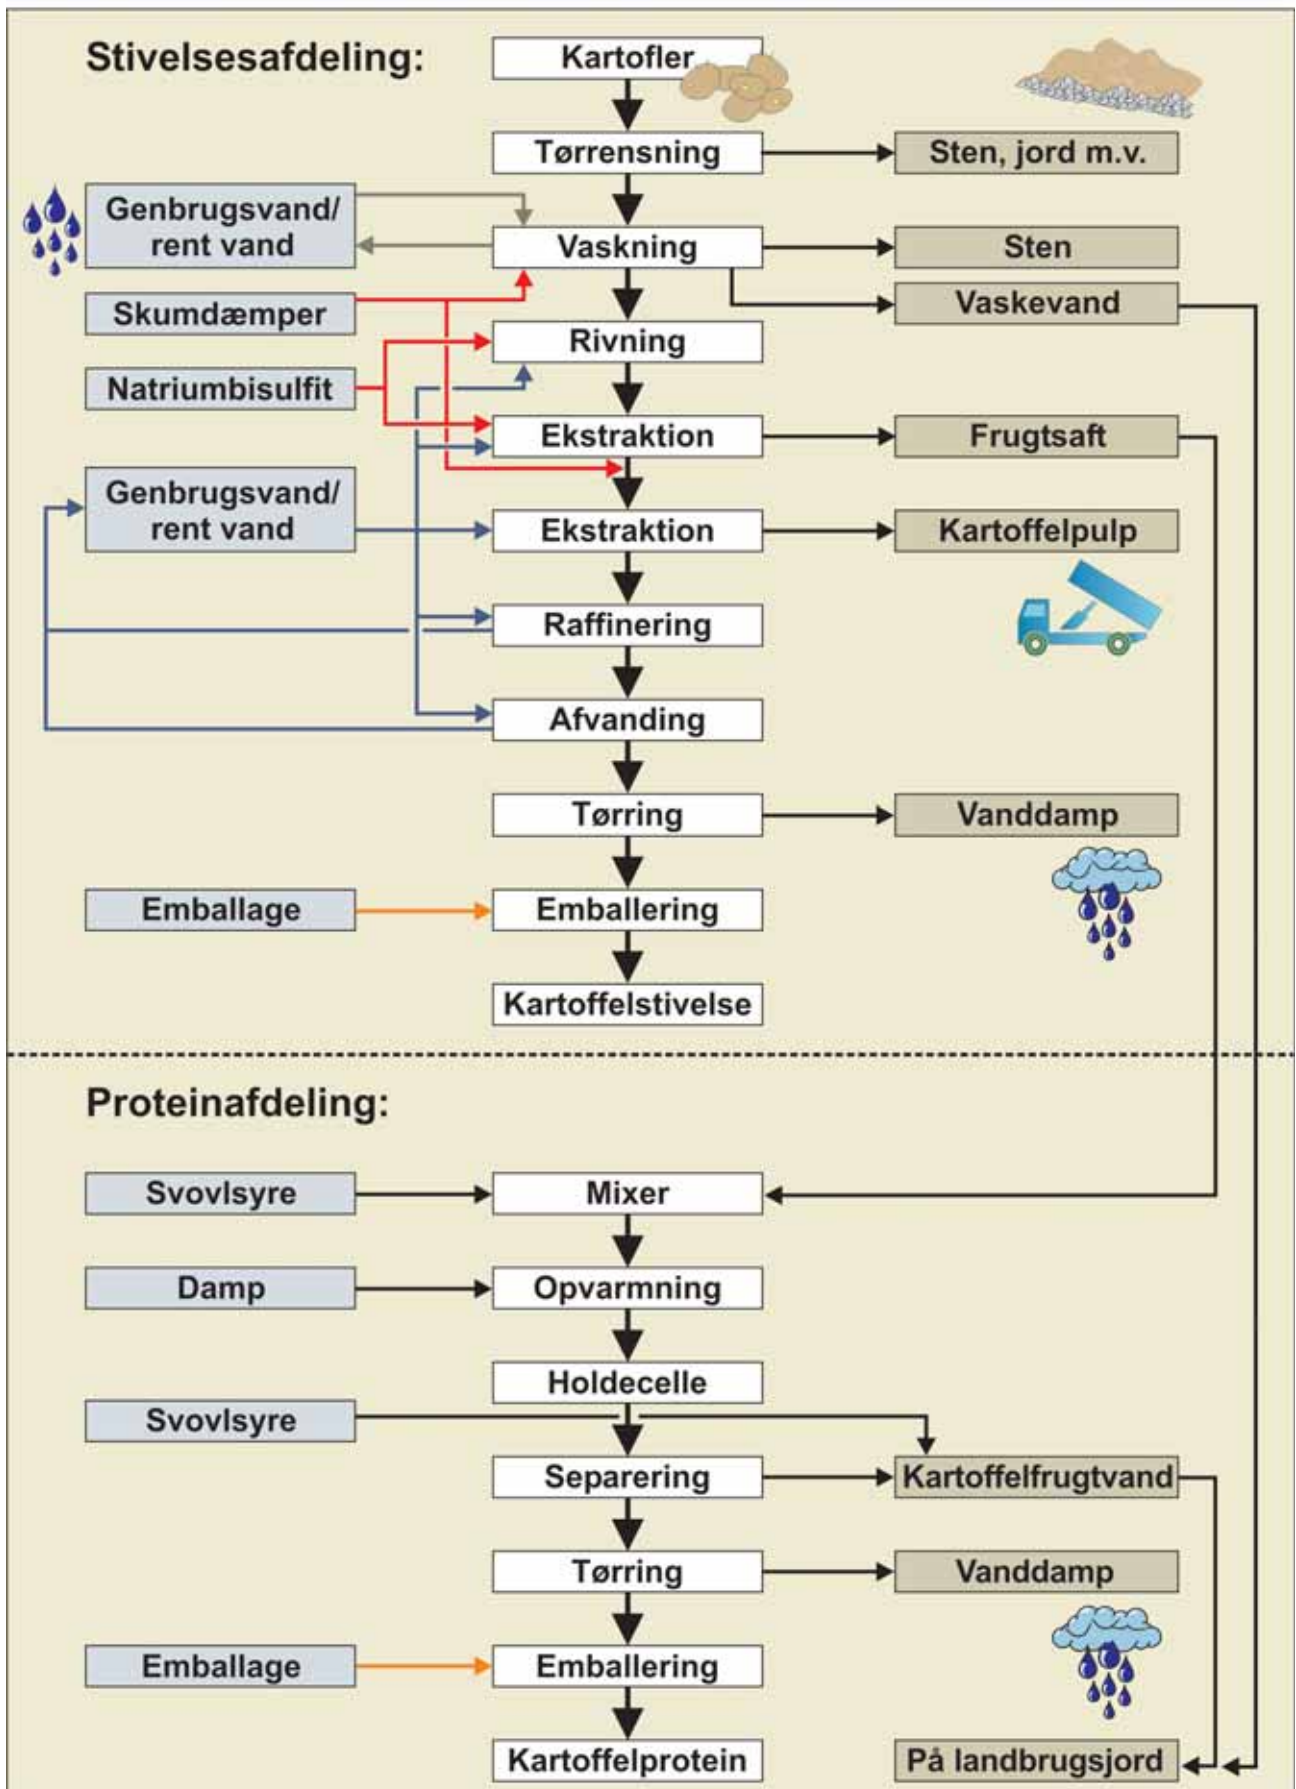 Stivelsesafdeling:
Kartofler
Tørrensning
Sten, jord m.v.
Genbrugsvand/
rent vand
Vaskning
Sten
Skumdæmper
Vaskevand
Rivning
Natriumbisulfit
Ekstraktion
Frugtsaft
Genbrugsvand/
rent vand
Ekstraktion
Kartoffelpulp
Raffinering
Afvanding
Tørring
Vanddamp
Emballage
Emballering
Kartoffelstivelse
Proteinafdeling:
Svovlsyre
Mixer
Damp
Opvarmning
Holdecelle
Svovlsyre
Separering
Kartoffelfrugtvand
Tørring
Vanddamp
Emballage
Emballering
Kartoffelprotein
På landbrugsjord